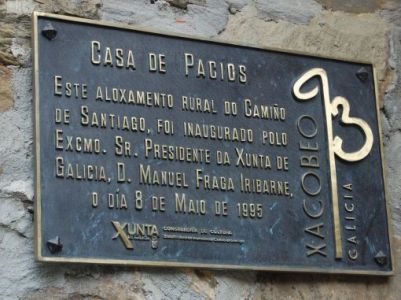 CASA DE PACIOS
ESTE ALOXAMENTO RURAL DO CAMIÑO
DE SANTIAGO, FOI INAUGURADO POLO
EXCMO. SR. PRESIDENTE DA XUNTA DE
GALICIA, D. MANUEL FRAGA IRIBARNE,
O DÍA 8 DE MAIO DE 1995
XUNTA
CONSELLERÍA DE CULTURA
XACOBEO
93
GALICIA